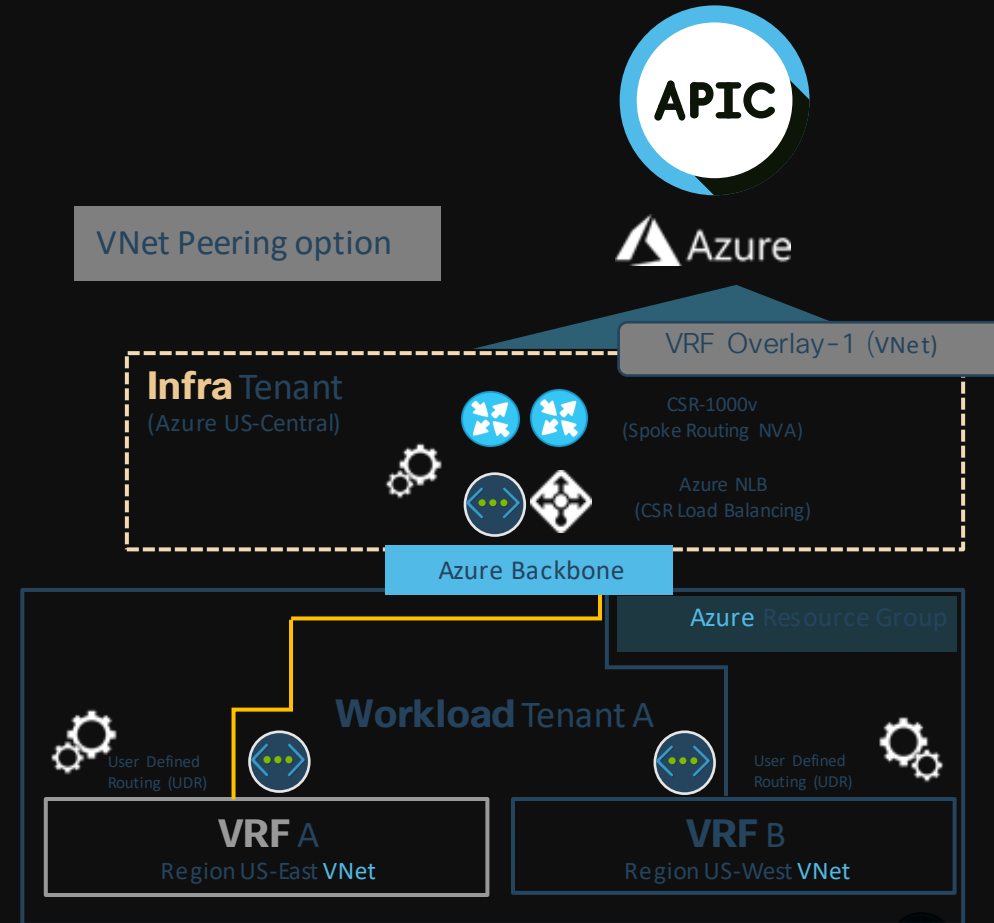 APIC
Azure
VNet Peering option
VRF Overlay-1 (VNet)
Infra Tenant
(Azure US-Central)
CSR-1000v
(Spoke Routing NVA)
Azure NLB
(CSR Load Balancing)
Azure Backbone
Azure Resource Group
Workload Tenant A
User Defined
Routing (UDR)
User Defined
Routing (UDR)
VRF A
Region US-East VNet
VRF B
Region US-West VNet